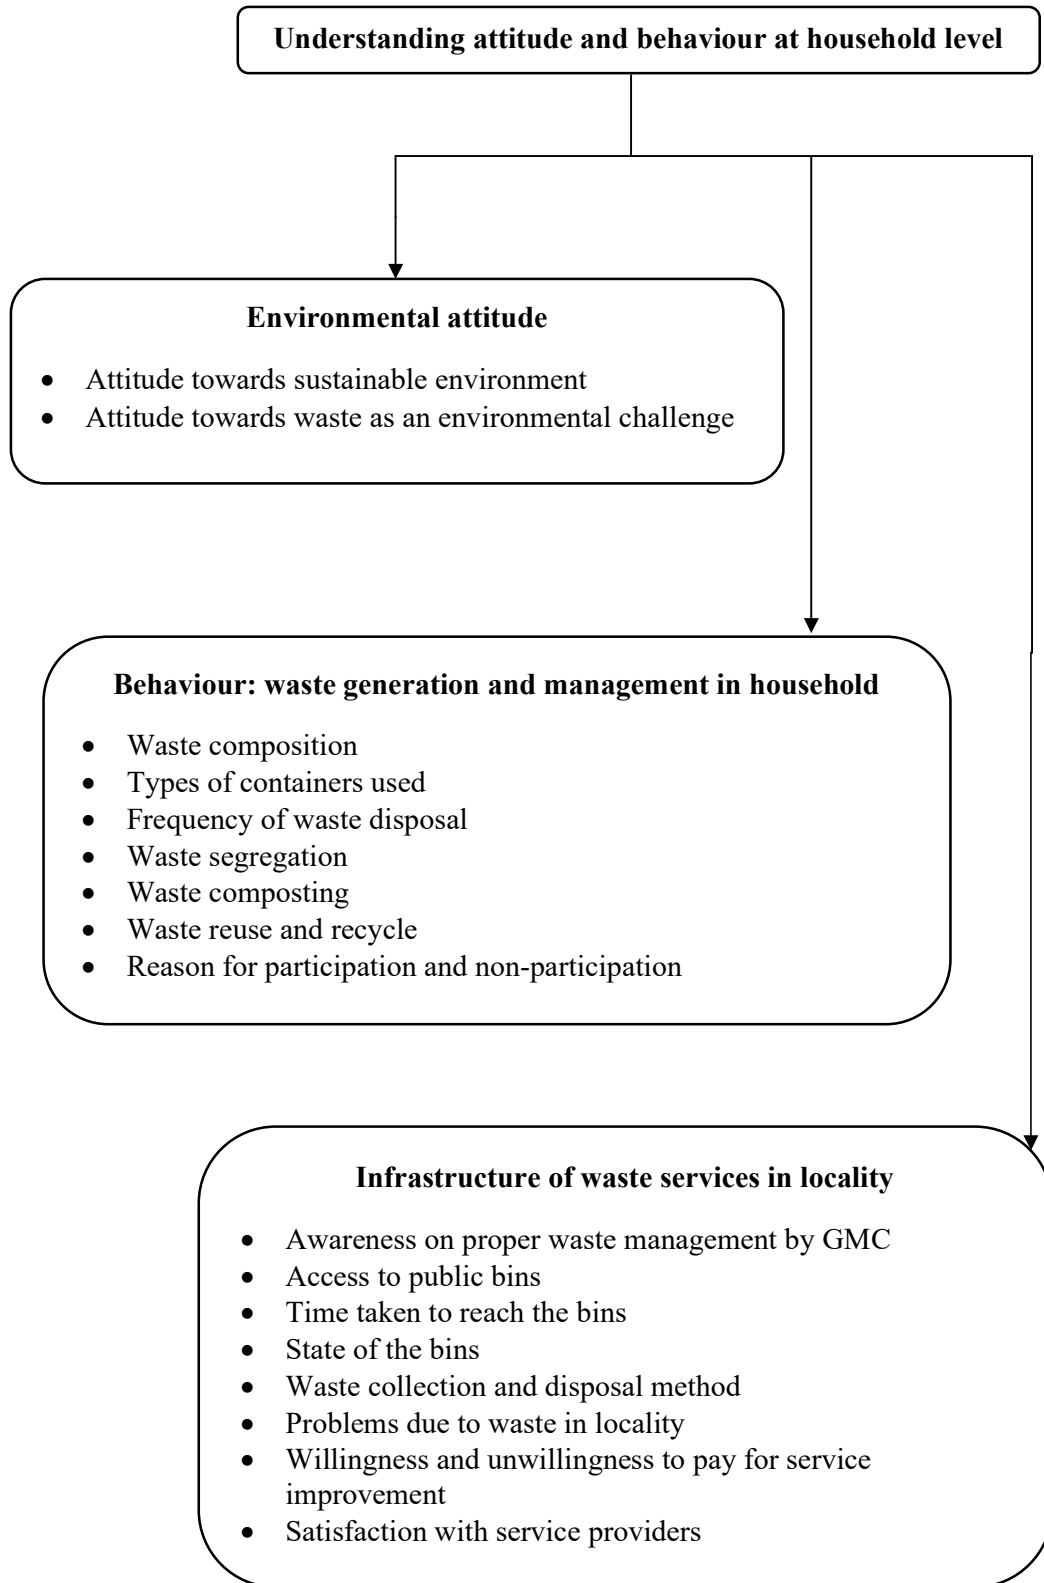 Understanding attitude and behaviour at household level
Environmental attitude
• Attitude towards sustainable environment
• Attitude towards waste as an environmental challenge
Behaviour: waste generation and management in household
• Waste composition
• Types of containers used
• Frequency of waste disposal
• Waste segregation
• Waste composting
• Waste reuse and recycle
• Reason for participation and non-participation
Infrastructure of waste services in locality
• Awareness on proper waste management by GMC
• Access to public bins
• Time taken to reach the bins
• State of the bins
• Waste collection and disposal method
• Problems due to waste in locality
• Willingness and unwillingness to pay for service
improvement
• Satisfaction with service providers